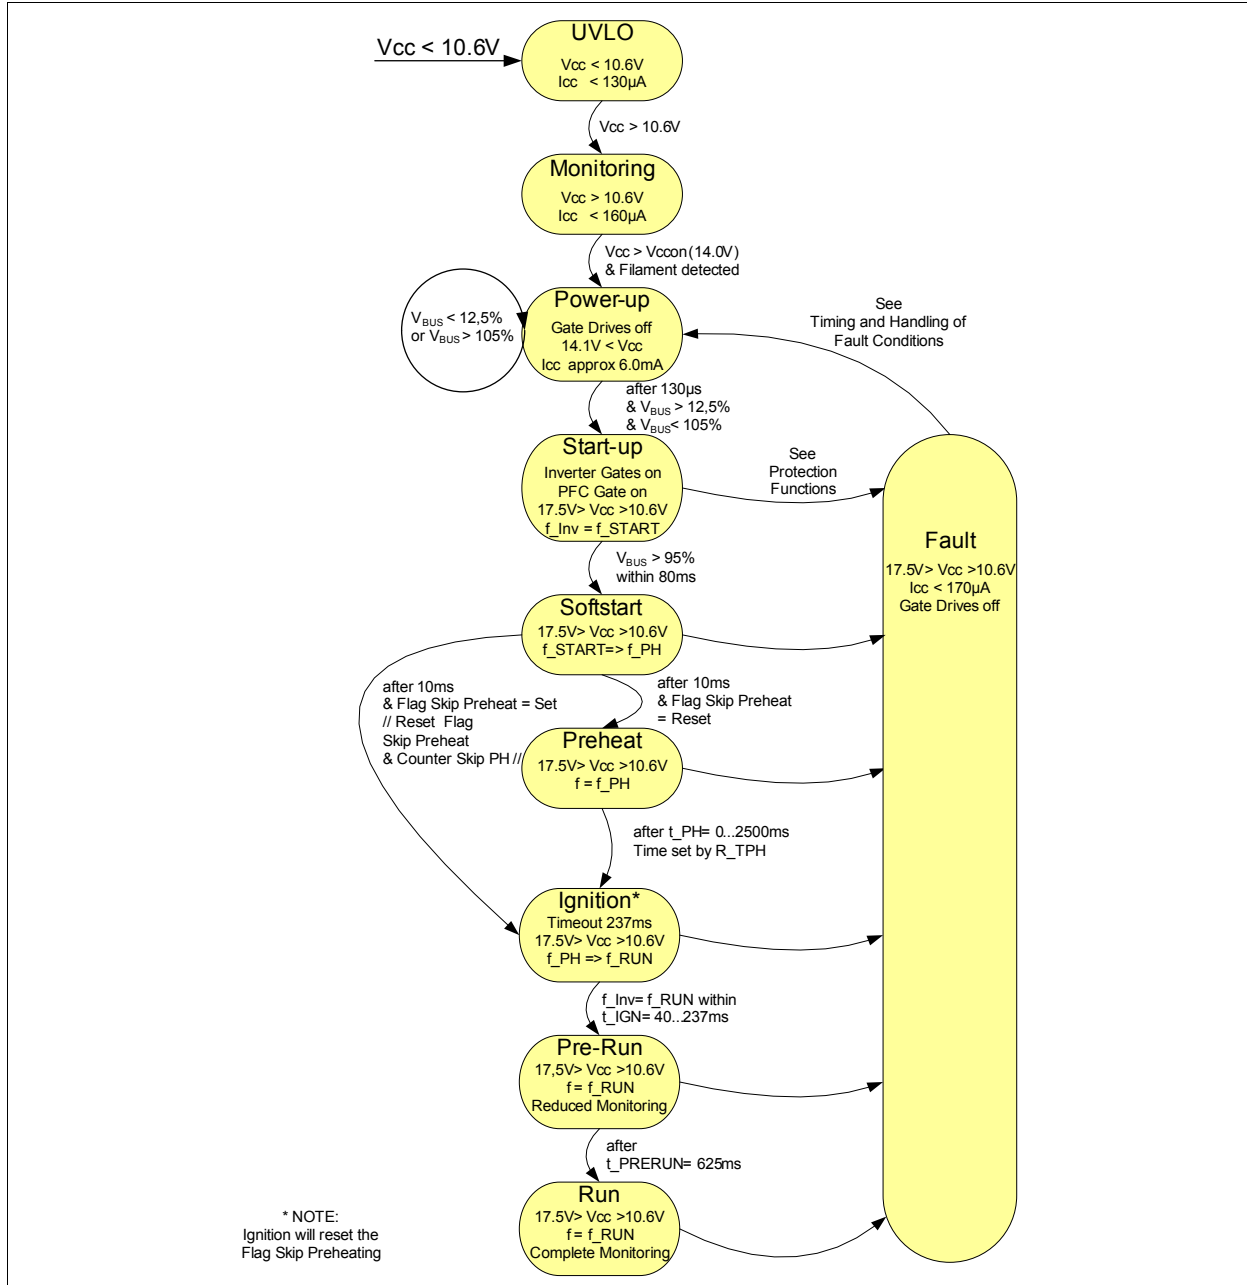 Vcc < 10.6V
UVLO
Vcc < 10.6V
Icc < 130µA
Vcc > 10.6V
Monitoring
Vcc > 10.6V
Icc < 160µA
Vcc > Vccon(14.0V)
& Filament detected
V_BUS < 12,5%
or V_BUS > 105%
Power-up
Gate Drives off
14.1V < Vcc
Icc approx 6.0mA
See
Timing and Handling of
Fault Conditions
after 130µs
& V_BUS > 12,5%
& V_BUS < 105%
Start-up
Inverter Gates on
PFC Gate on
17.5V> Vcc >10.6V
f_Inv = f_START
See
Protection
Functions
V_BUS > 95%
within 80ms
Fault
17.5V> Vcc >10.6V
Icc < 170µA
Gate Drives off
Softstart
17.5V> Vcc >10.6V
f_START=> f_PH
after 10ms
& Flag Skip Preheat = Set
// Reset Flag
Skip Preheat
& Counter Skip PH //
after 10ms
& Flag Skip Preheat
= Reset
Preheat
17.5V> Vcc >10.6V
f = f_PH
after t_PH= 0...2500ms
Time set by R_TPH
Ignition*
Timeout 237ms
17.5V> Vcc >10.6V
f_PH => f_RUN
f_Inv= f_RUN within
t_IGN= 40...237ms
Pre-Run
17,5V> Vcc >10.6V
f = f_RUN
Reduced Monitoring
after
t_PRERUN= 625ms
Run
17.5V> Vcc >10.6V
f = f_RUN
Complete Monitoring
* NOTE:
Ignition will reset the
Flag Skip Preheating